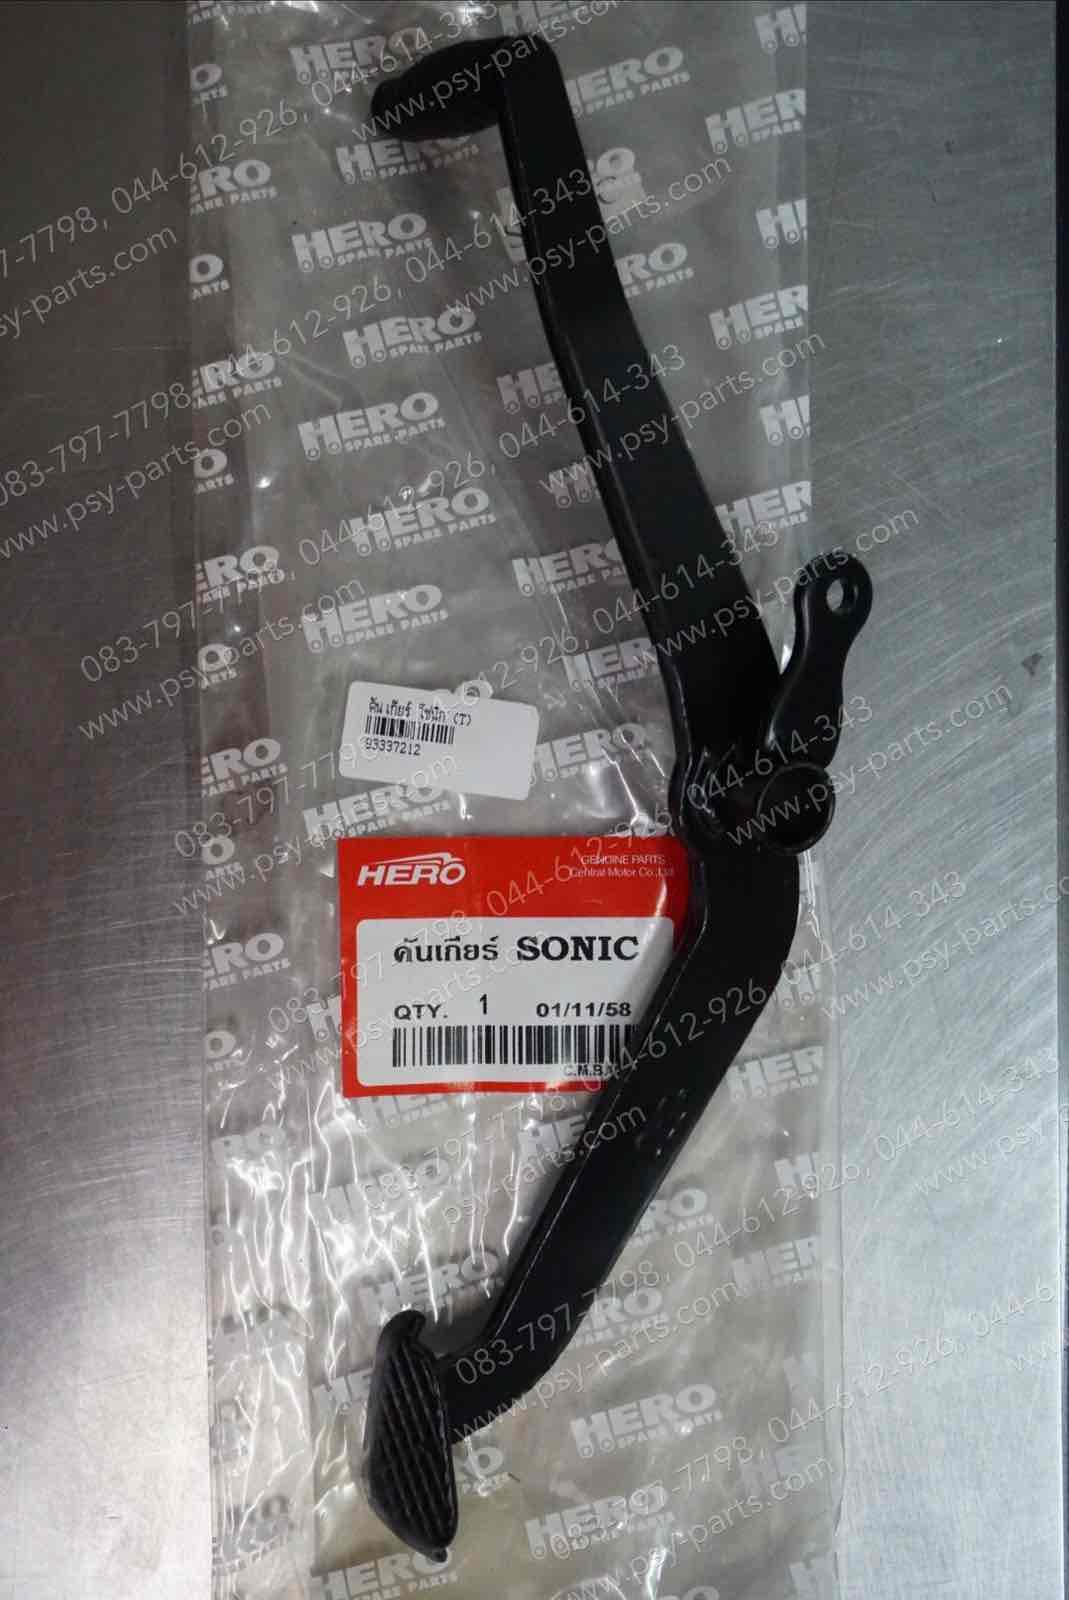 HERO
SPARE PARTS
083-797-7798, 044-612-926, 044-614-343
www.psy-parts.com
คันเกียร์ โซนิก (T)
93337212
HERO
GENUINE PARTS
Central Motor Co.,Ltd
คันเกียร์ SONIC
QTY. 1 01/11/58